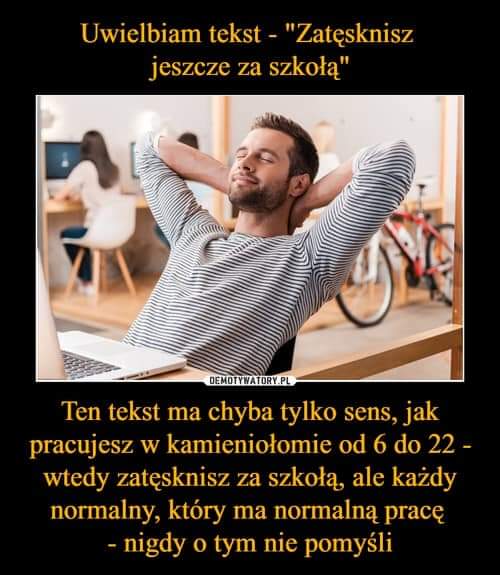 Uwielbiam tekst - "Zatęsknisz
jeszcze za szkołą"
DEMOTYWATORY.PL
Ten tekst ma chyba tylko sens, jak
pracujesz w kamieniołomie od 6 do 22 -
wtedy zatęsknisz za szkołą, ale każdy
normalny, który ma normalną pracę
- nigdy o tym nie pomyśli